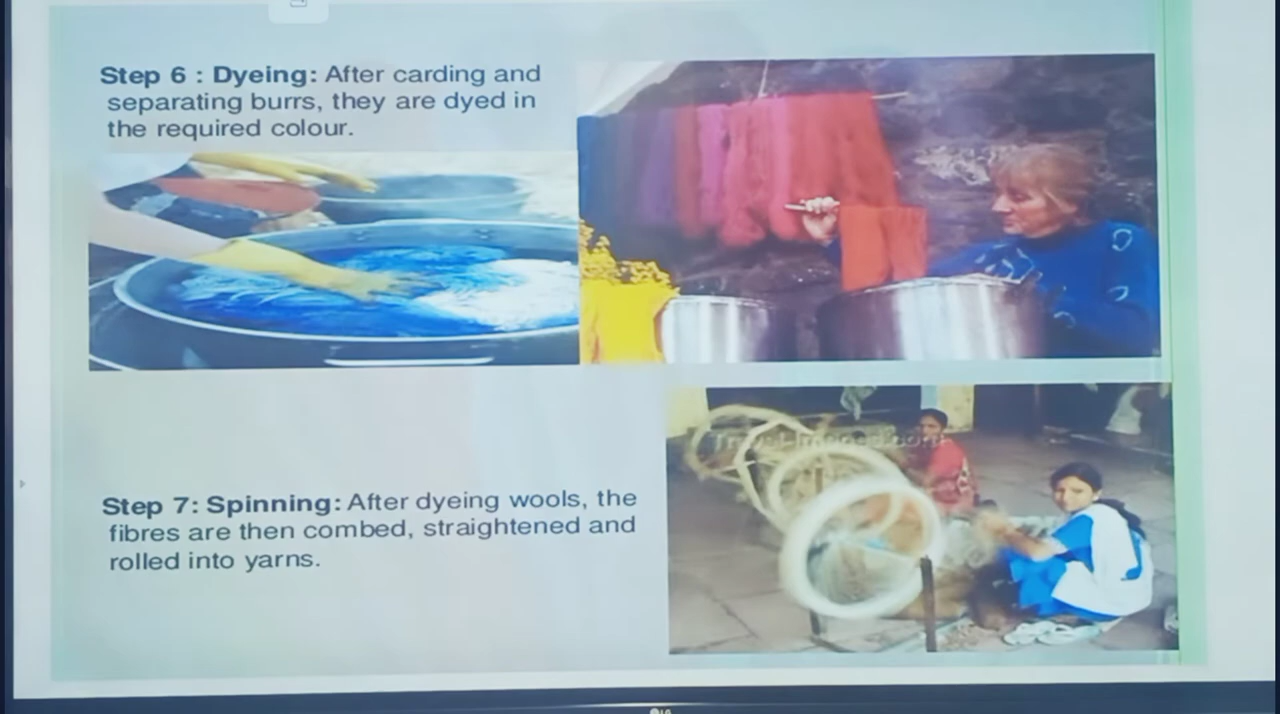 Step 6 : Dyeing: After carding and
separating burrs, they are dyed in
the required colour.
Step 7: Spinning: After dyeing wools, the
fibres are then combed, straightened and
rolled into yarns.
LG